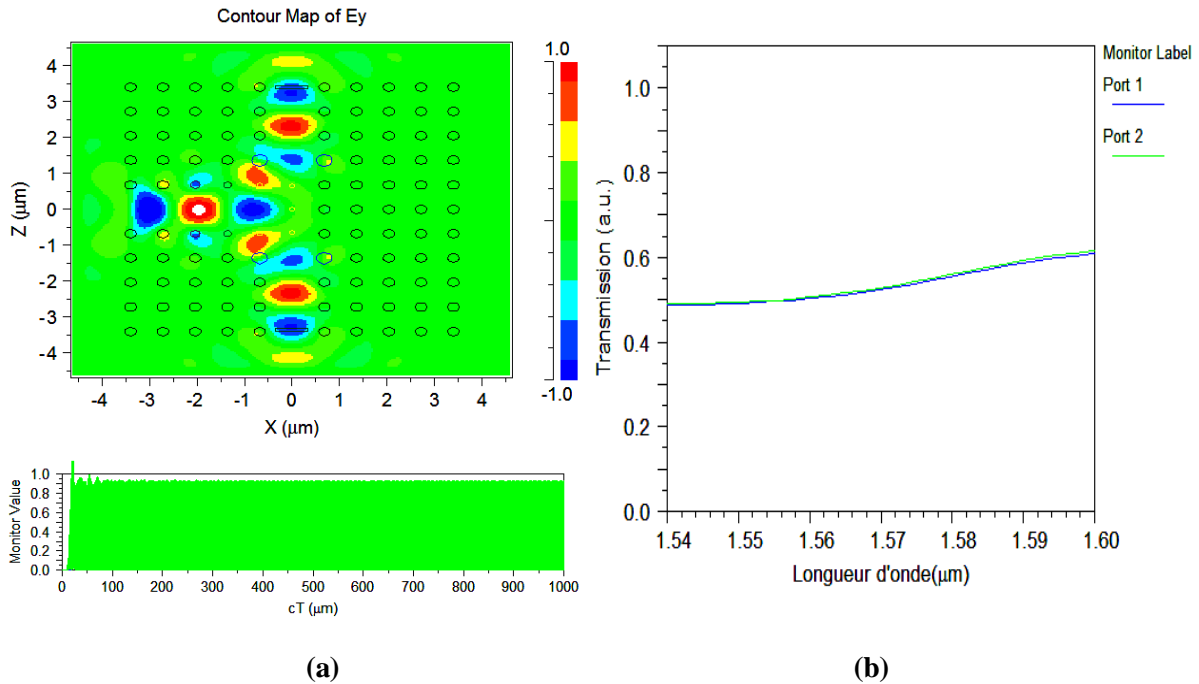 Contour Map of Ey
4
3
2
1
0
-1
-2
-3
-4
Z (µm)
-4 -3 -2 -1 0 1 2 3 4
X (µm)
1.0
-1.0
1.0
0.8
0.6
0.4
0.2
0.0
Monitor Value
0 100 200 300 400 500 600 700 800 900 1000
cT (µm)
(a)
1.0
0.8
0.6
0.4
0.2
0.0
Transmission (a.u.)
1.54 1.55 1.56 1.57 1.58 1.59 1.60
Longueur d'onde(µm)
Monitor Label
Port 1
Port 2
(b)